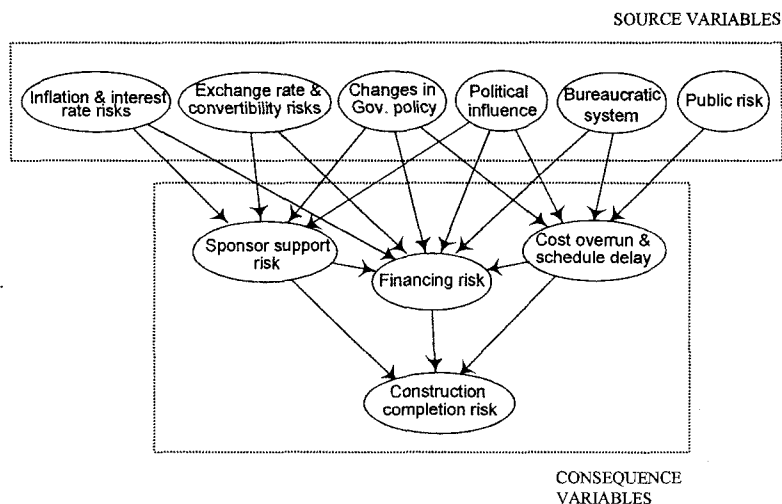 SOURCE VARIABLES
Inflation & interest
rate risks
Exchange rate &
convertibility risks
Changes in
Gov. policy
Political
influence
Bureaucratic
system
Public risk
Sponsor support
risk
Financing risk
Cost overrun &
schedule delay
Construction
completion risk
CONSEQUENCE
VARIABLES